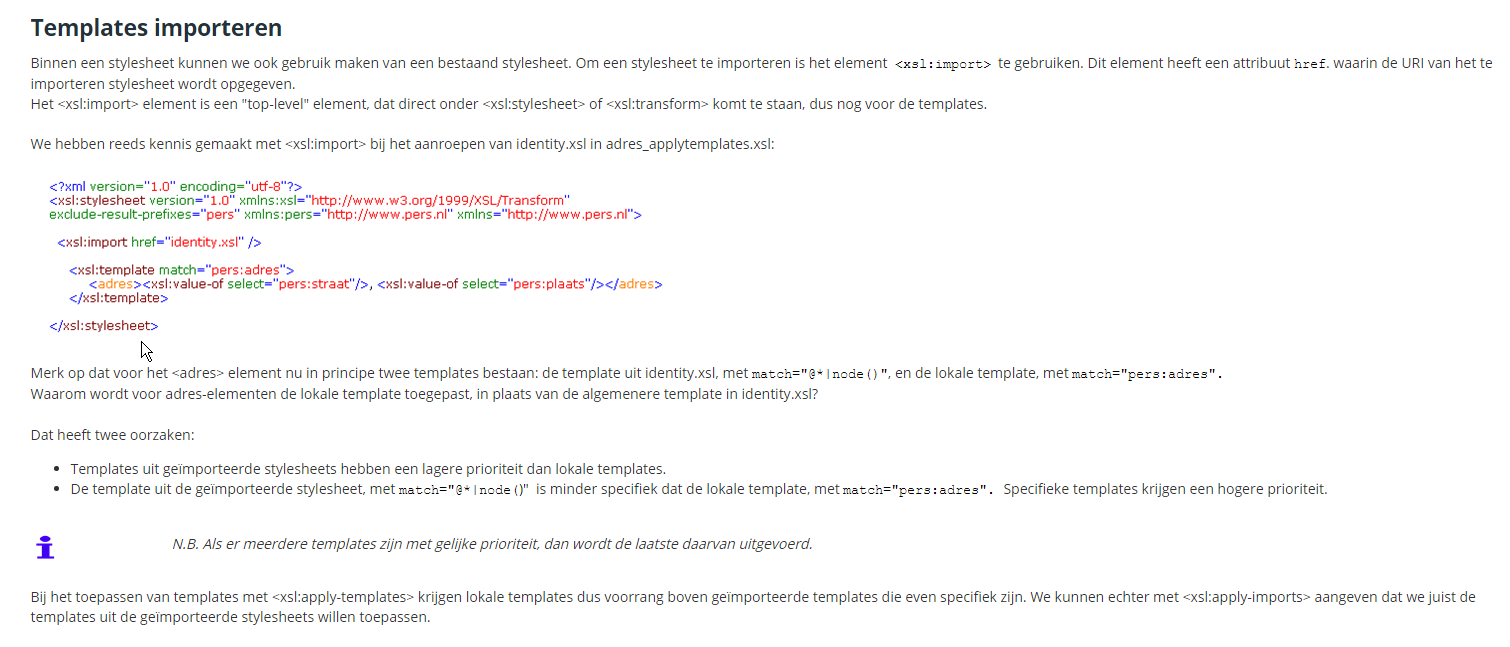 Templates importeren
Binnen een stylesheet kunnen we ook gebruik maken van een bestaand stylesheet. Om een stylesheet te importeren is het element <xsl:import> te gebruiken. Dit element heeft een attribuut href. waarin de URI van het te
importeren stylesheet wordt opgegeven.
Het <xsl:import> element is een "top-level" element, dat direct onder <xsl:stylesheet> of <xsl:transform> komt te staan, dus nog voor de templates.
We hebben reeds kennis gemaakt met <xsl:import> bij het aanroepen van identity.xsl in adres_applytemplates.xsl:
<?xml version="1.0" encoding="utf-8"?>
<xsl:stylesheet version="1.0" xmlns:xsl="http://www.w3.org/1999/XSL/Transform"
exclude-result-prefixes="pers" xmlns:pers="http://www.pers.nl" xmlns="http://www.pers.nl">
<xsl:import href="identity.xsl" />
<xsl:template match="pers:adres">
<adres><xsl:value-of select="pers:straat"/>, <xsl:value-of select="pers:plaats"/></adres>
</xsl:template>
</xsl:stylesheet>
Merk op dat voor het <adres> element nu in principe twee templates bestaan: de template uit identity.xsl, met match="@*|node()", en de lokale template, met match="pers:adres".
Waarom wordt voor adres-elementen de lokale template toegepast, in plaats van de algemenere template in identity.xsl?
Dat heeft twee oorzaken:
• Templates uit geïmporteerde stylesheets hebben een lagere prioriteit dan lokale templates.
• De template uit de geïmporteerde stylesheet, met match="@*|node()" is minder specifiek dat de lokale template, met match="pers:adres". Specifieke templates krijgen een hogere prioriteit.
N.B. Als er meerdere templates zijn met gelijke prioriteit, dan wordt de laatste daarvan uitgevoerd.
Bij het toepassen van templates met <xsl:apply-templates> krijgen lokale templates dus voorrang boven geïmporteerde templates die even specifiek zijn. We kunnen echter met <xsl:apply-imports> aangeven dat we juist de
templates uit de geïmporteerde stylesheets willen toepassen.